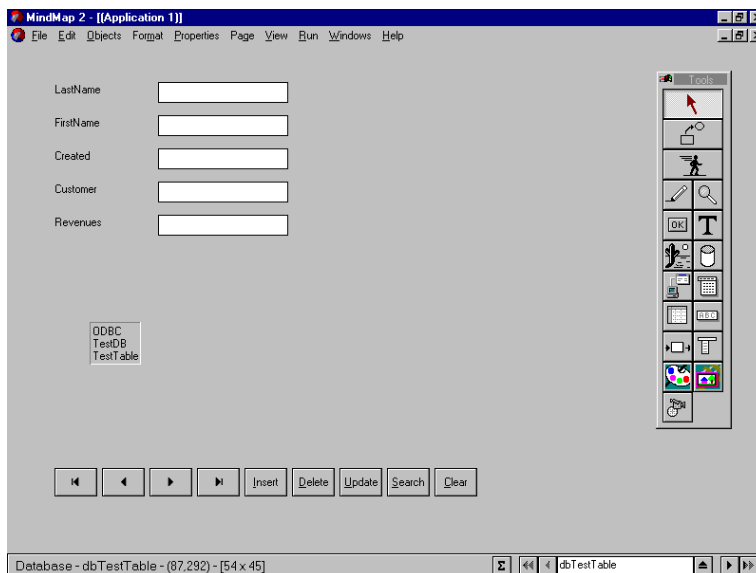 MindMap 2 - [(Application 1)]
File Edit Objects Format Properties Page View Run Windows Help
Tools
LastName
FirstName
Created
Customer
Revenues
OK
T
ABC
ODBC
TestDB
TestTable
Insert Delete Update Search Clear
Database - dbTestTable - (87,292) - [54 x 45] Σ dbTestTable